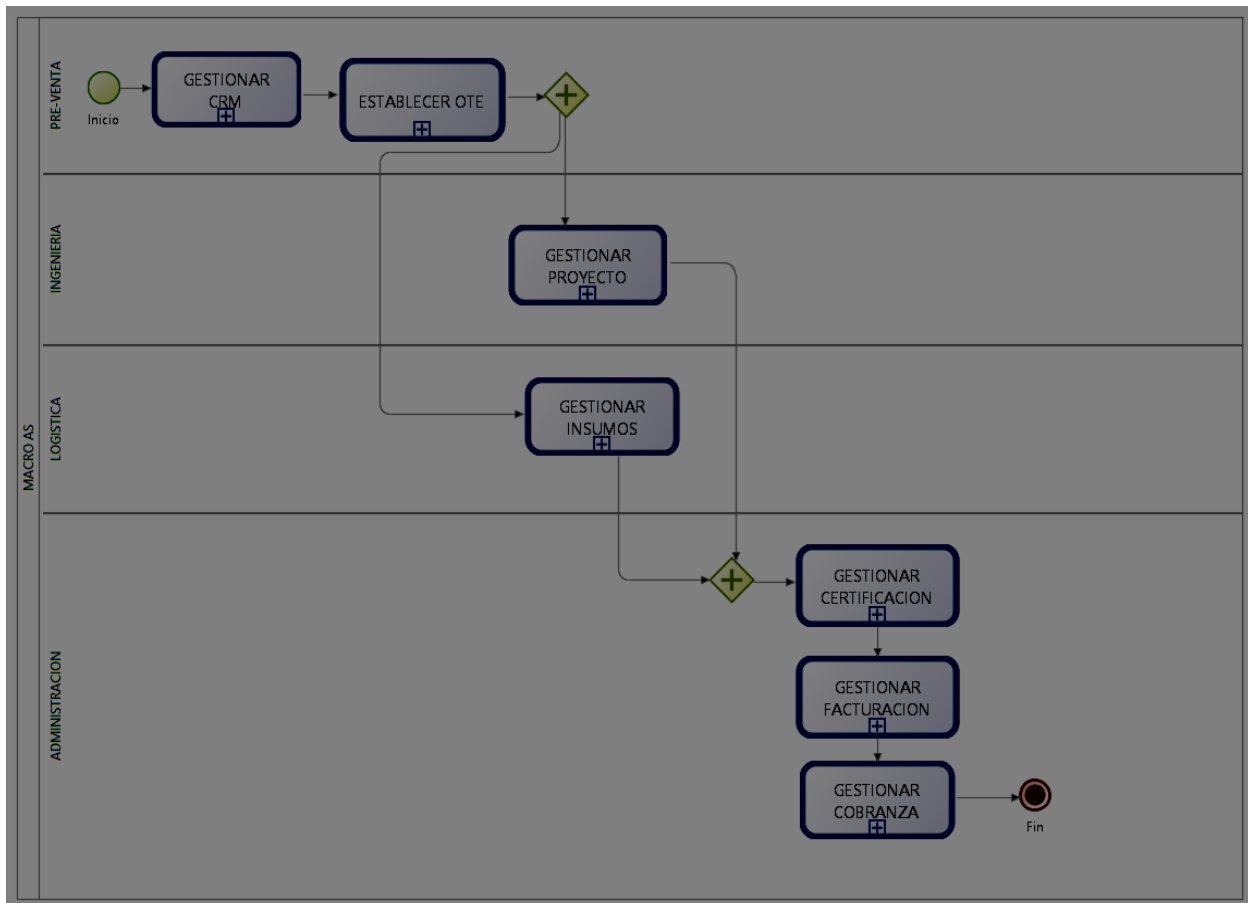 MACRO AS
PRE-VENTA
Inicio
GESTIONAR
CRM
ESTABLECER OTE
INGENIERIA
GESTIONAR
PROYECTO
LOGISTICA
GESTIONAR
INSUMOS
ADMINISTRACION
GESTIONAR
CERTIFICACION
GESTIONAR
FACTURACION
GESTIONAR
COBRANZA
Fin